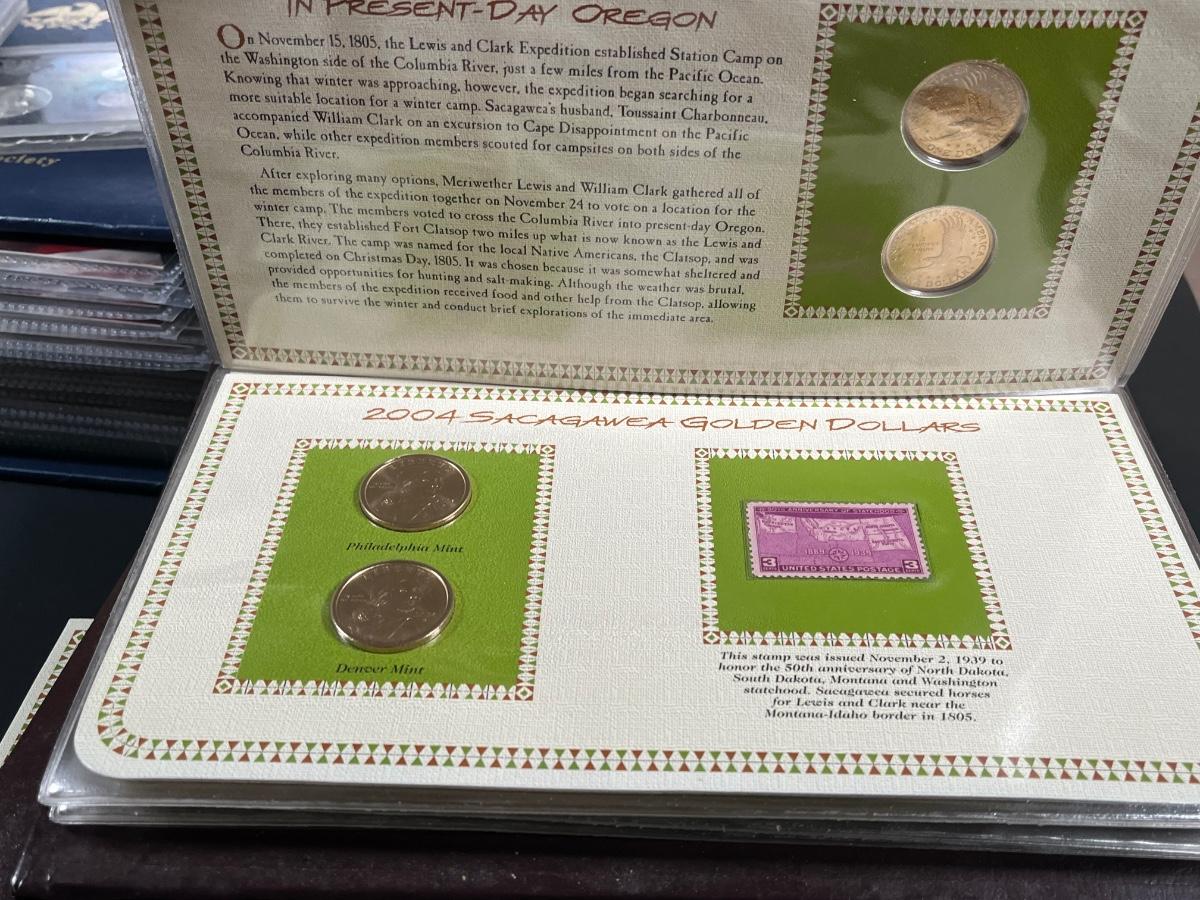 IN PRESENT-DAY OREGON
On November 15, 1805, the Lewis and Clark Expedition established Station Camp on
the Washington side of the Columbia River, just a few miles from the Pacific Ocean.
Knowing that winter was approaching, however, the expedition began searching for a
more suitable location for a winter camp. Sacagawea's husband, Toussaint Charbonneau,
accompanied William Clark on an excursion to Cape Disappointment on the Pacific
Ocean, while other expedition members scouted for campsites on both sides of the
Columbia River.
After exploring many options, Meriwether Lewis and William Clark gathered all of
the members of the expedition together on November 24 to vote on a location for the
winter camp. The members voted to cross the Columbia River into present-day Oregon.
There, they established Fort Clatsop two miles up what is now known as the Lewis and
Clark River. The camp was named for the local Native Americans, the Clatsop, and was
completed on Christmas Day, 1805. It was chosen because it was somewhat sheltered and
provided opportunities for hunting and salt-making. Although the weather was brutal,
the members of the expedition received food and other help from the Clatsop, allowing
them to survive the winter and conduct brief explorations of the immediate area.
ONE DOLLAR
ociety
2004 SACAGAWEA GOLDEN DOLLARS
Philadelphia Mint
Denver Mint
50TH ANNIVERSARY OF STATEHOOD
1889 1939
3 UNITED STATES POSTAGE 3
This stamp was issued November 2, 1939 to
honor the 50th anniversary of North Dakota,
South Dakota, Montana and Washington
statehood. Sacagawea secured horses
for Lewis and Clark near the
Montana-Idaho border in 1805.